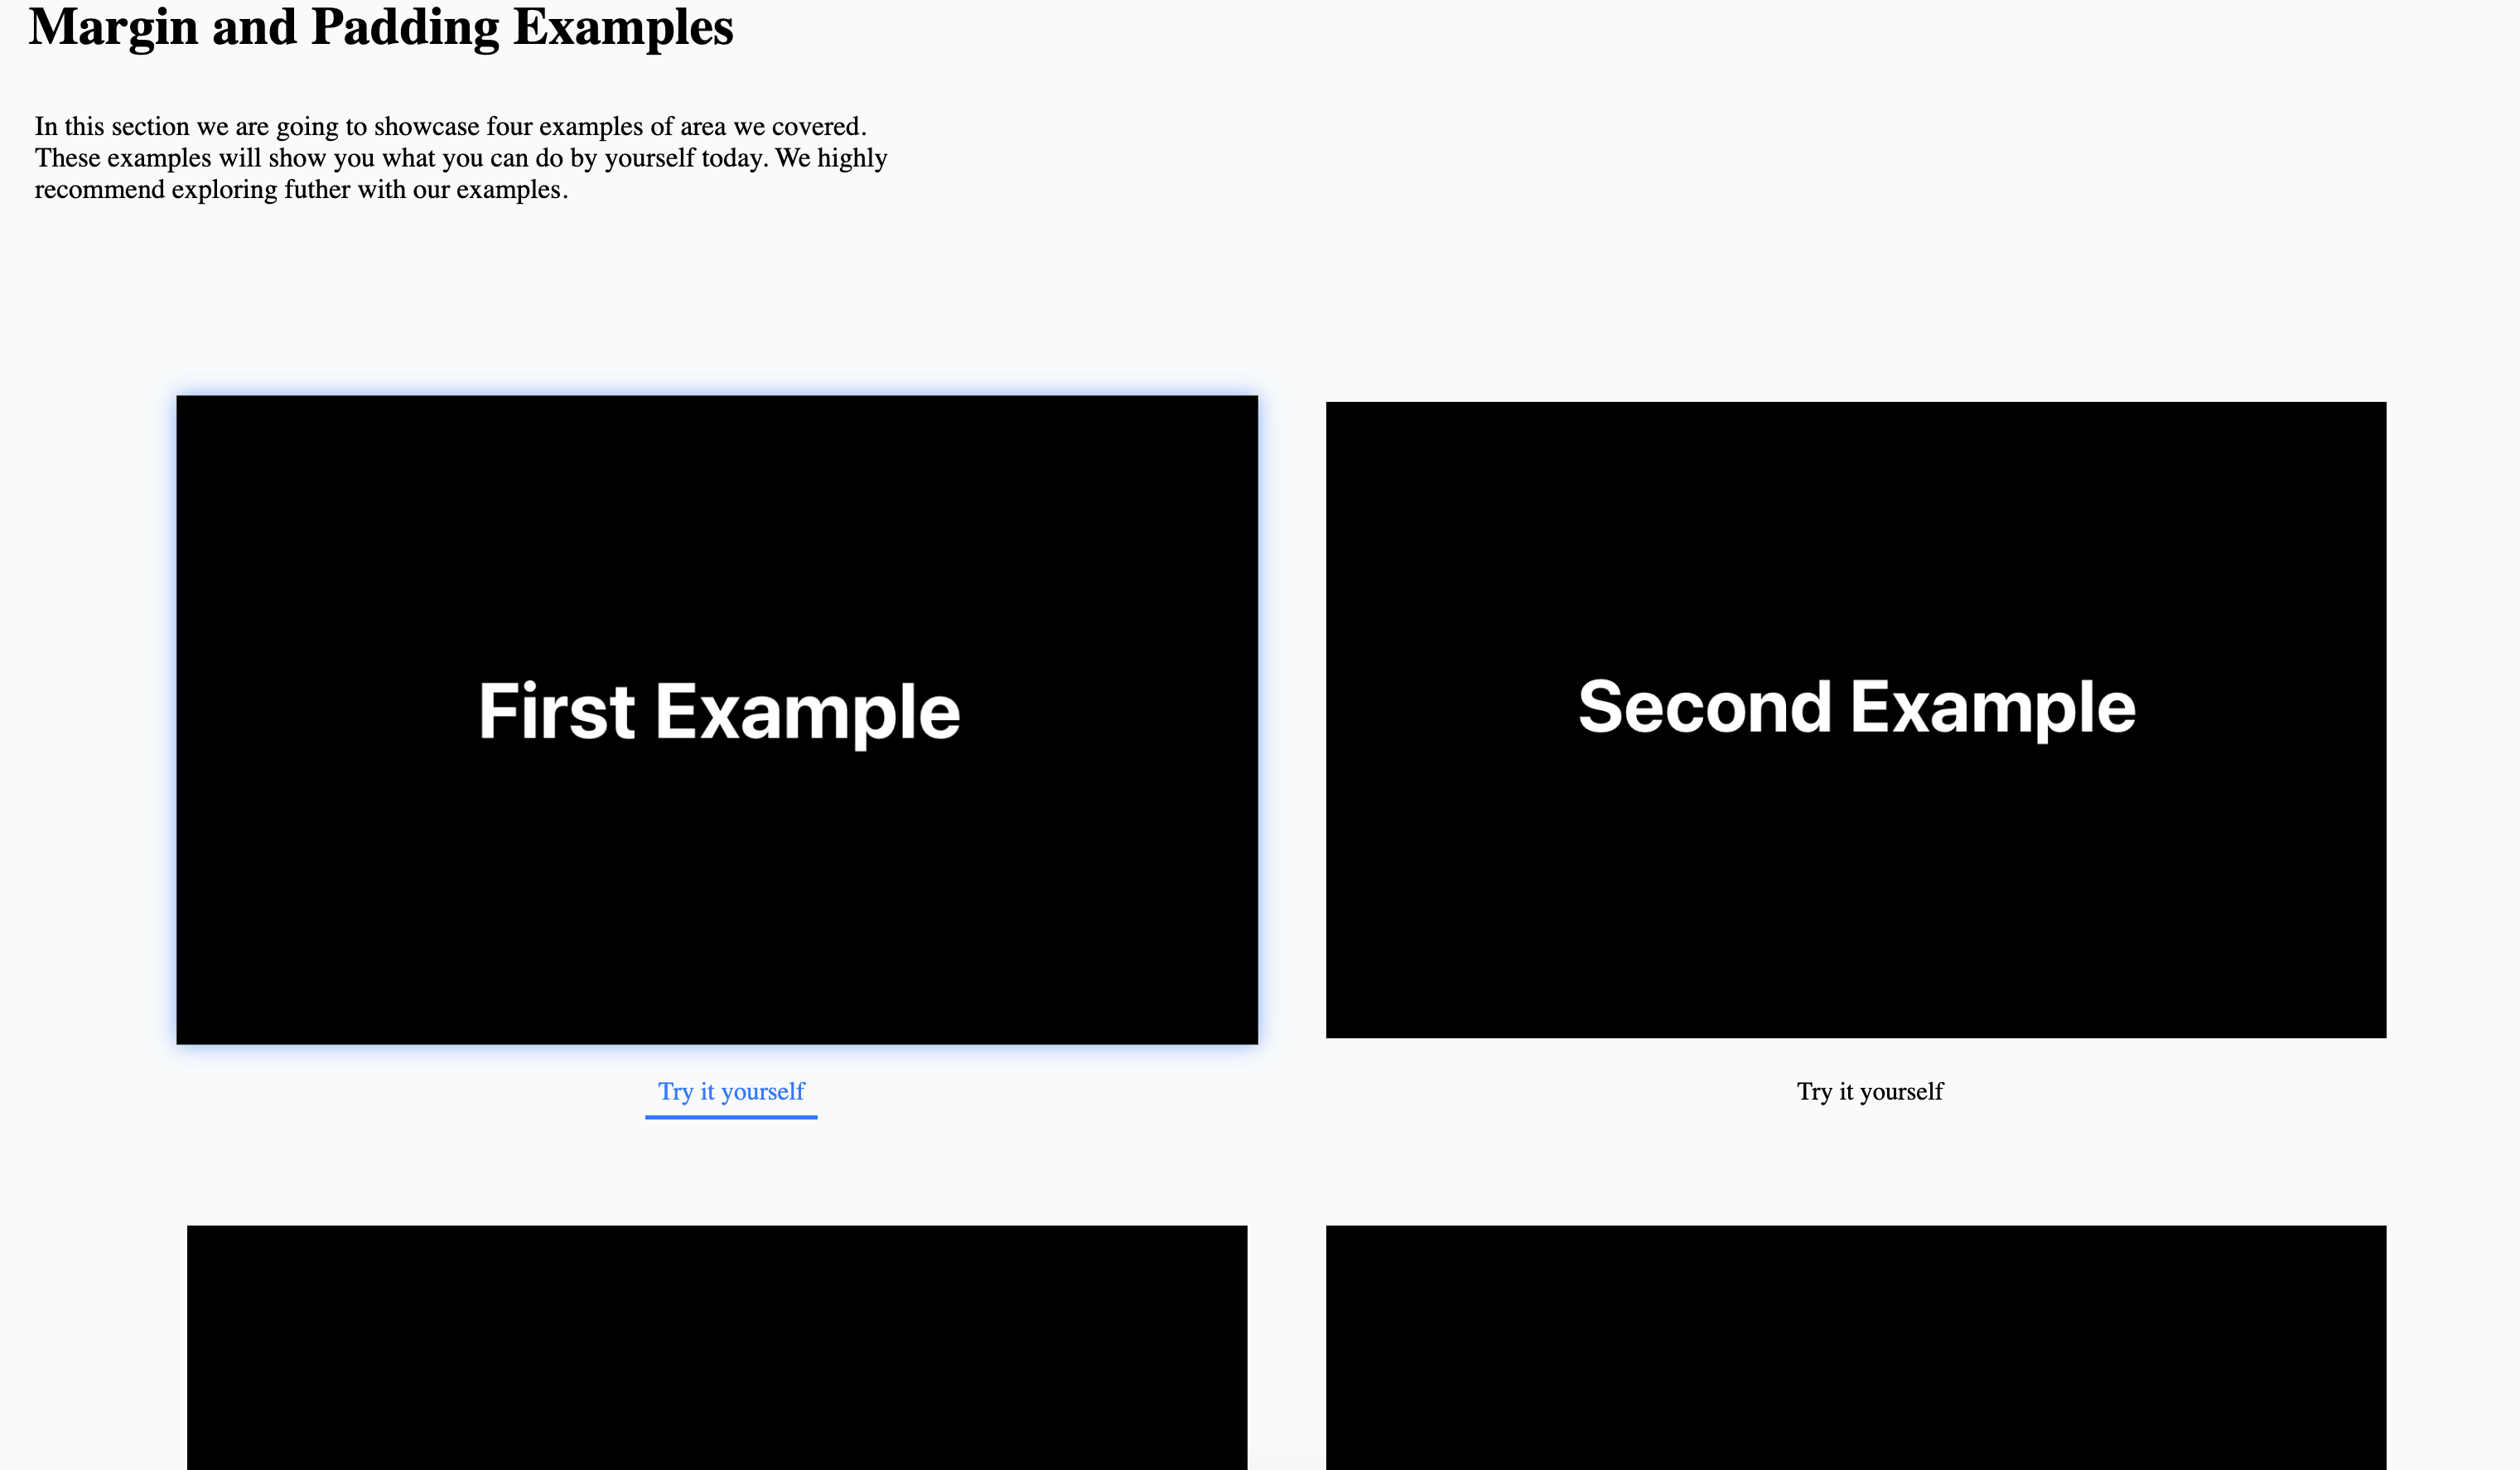 Margin and Padding Examples
In this section we are going to showcase four examples of area we covered.
These examples will show you what you can do by yourself today. We highly
recommend exploring futher with our examples.
First Example
Second Example
Try it yourself
Try it yourself